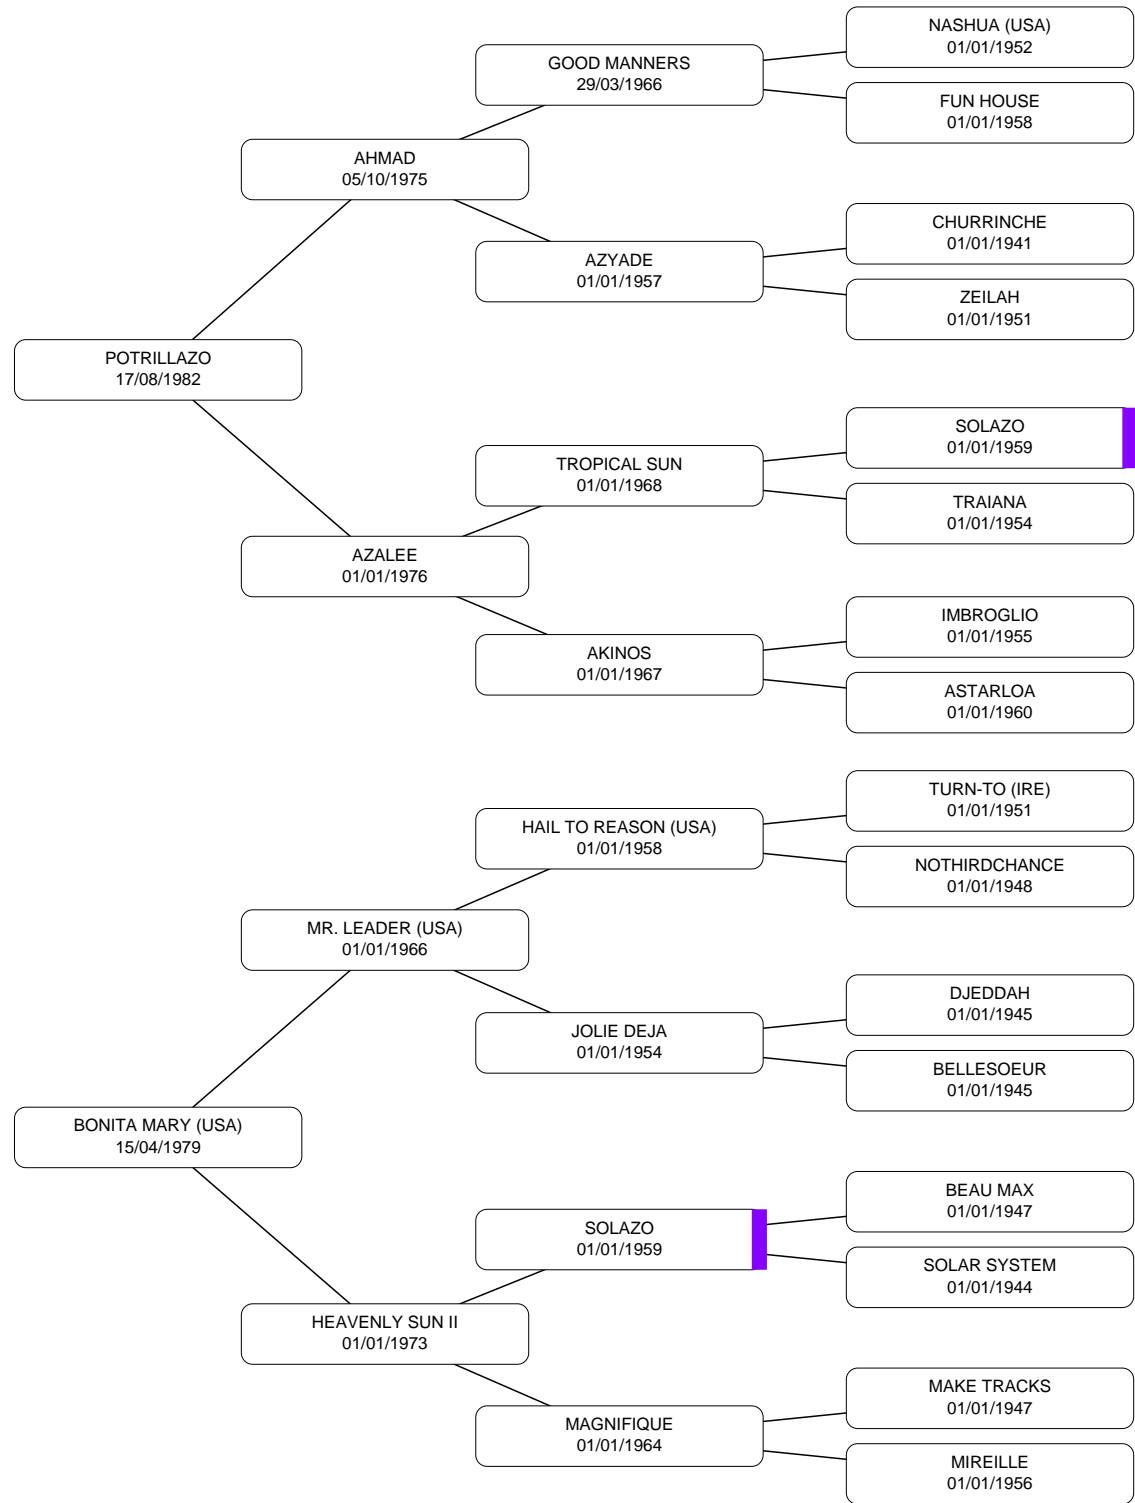 NASHUA (USA)
01/01/1952
GOOD MANNERS
29/03/1966
FUN HOUSE
01/01/1958
AHMAD
05/10/1975
CHURRINCHE
01/01/1941
AZYADE
01/01/1957
ZEILAH
01/01/1951
POTRILLAZO
17/08/1982
SOLAZO
01/01/1959
TROPICAL SUN
01/01/1968
TRAIANA
01/01/1954
AZALEE
01/01/1976
IMBROGLIO
01/01/1955
AKINOS
01/01/1967
ASTARLOA
01/01/1960
TURN-TO (IRE)
01/01/1951
HAIL TO REASON (USA)
01/01/1958
NOTHIRDCHANCE
01/01/1948
MR. LEADER (USA)
01/01/1966
DJEDDAH
01/01/1945
JOLIE DEJA
01/01/1954
BELLESOEUR
01/01/1945
BONITA MARY (USA)
15/04/1979
BEAU MAX
01/01/1947
SOLAZO
01/01/1959
SOLAR SYSTEM
01/01/1944
HEAVENLY SUN II
01/01/1973
MAKE TRACKS
01/01/1947
MAGNIFIQUE
01/01/1964
MIREILLE
01/01/1956